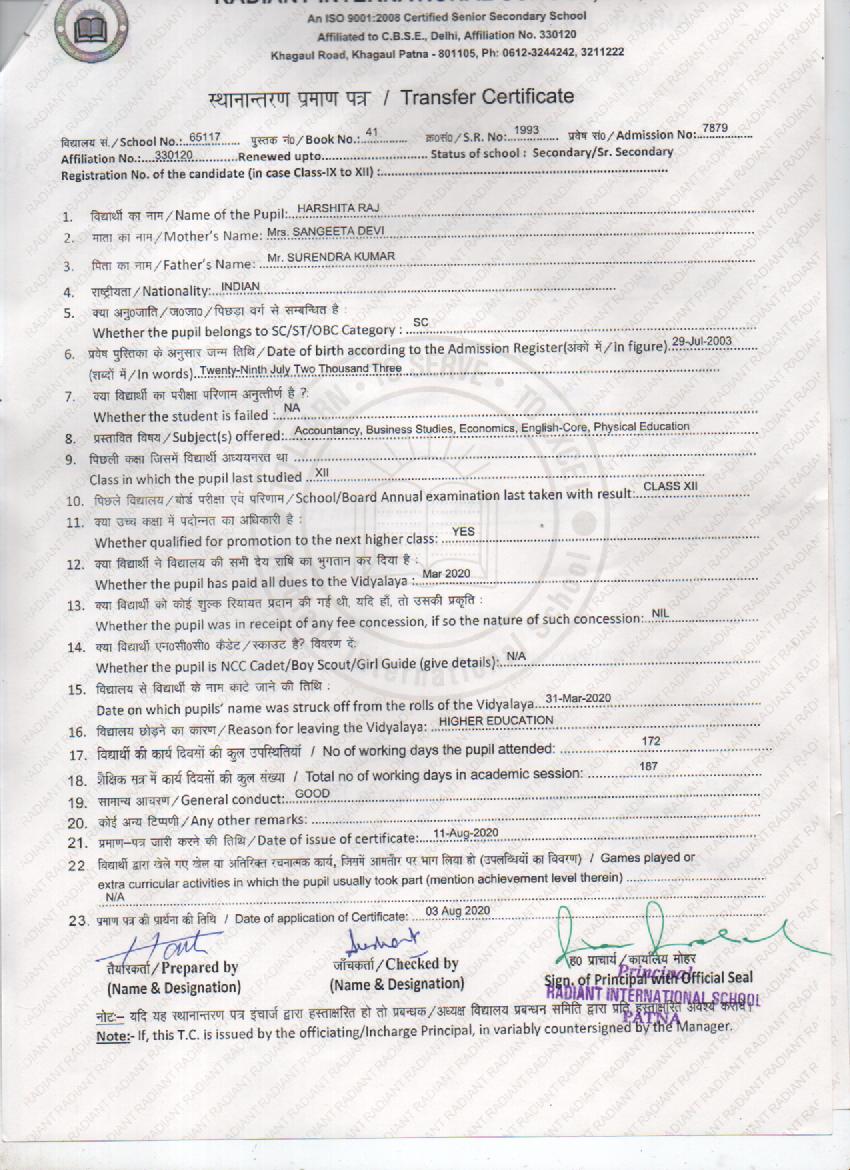 RADIANT INTERNATIONAL
An ISO 9001:2008 Certified Senior Secondary School
Affiliated to C.B.S.E., Delhi, Affiliation No. 330120
Khagaul Road, Khagaul Patna - 801105, Ph: 0612-3244242, 3211222
स्थानान्तरण प्रमाण पत्र / Transfer Certificate
विद्यालय सं./School No.: 65117 पुस्तक नं०/Book No.: 41 क्र०सं०/S.R. No: 1993 प्रवेष सं०/Admission No: 7879
Affiliation No.: 330120 Renewed upto Status of school : Secondary/Sr. Secondary
Registration No. of the candidate (in case Class-IX to XII) :
1. विद्यार्थी का नाम/Name of the Pupil: HARSHITA RAJ
2. माता का नाम/Mother's Name: Mrs. SANGEETA DEVI
3. पिता का नाम/Father's Name: Mr. SURENDRA KUMAR
4. राष्ट्रीयता/Nationality: INDIAN
5. क्या अनु०जाति/ज०जा०/पिछड़ा वर्ग से सम्बन्धित है :
Whether the pupil belongs to SC/ST/OBC Category : SC
6. प्रवेष पुस्तिका के अनुसार जन्म तिथि/Date of birth according to the Admission Register(अंकों में/In figure). 29-Jul-2003
(शब्दों में/In words). Twenty-Ninth July Two Thousand Three
7. क्या विद्यार्थी का परीक्षा परिणाम अनुत्तीर्ण है ?:
Whether the student is failed : NA
8. प्रस्तावित विषय/Subject(s) offered: Accountancy, Business Studies, Economics, English-Core, Physical Education
9. पिछली कक्षा जिसमें विद्यार्थी अध्ययनरत था
Class in which the pupil last studied XII
10. पिछले विद्यालय/बोर्ड परीक्षा एवं परिणाम/School/Board Annual examination last taken with result: CLASS XII
11. क्या उच्च कक्षा में पदोन्नत का अधिकारी है :
Whether qualified for promotion to the next higher class: YES
12. क्या विद्यार्थी ने विद्यालय की सभी देय राषि का भुगतान कर दिया है :
Whether the pupil has paid all dues to the Vidyalaya : Mar 2020
13. क्या विद्यार्थी को कोई शुल्क रियायत प्रदान की गई थी, यदि हाँ, तो उसकी प्रकृति :
Whether the pupil was in receipt of any fee concession, if so the nature of such concession: NIL
14. क्या विद्यार्थी एन०सी०सी० कैडेट/स्काउट है? विवरण दें:
Whether the pupil is NCC Cadet/Boy Scout/Girl Guide (give details): N/A
15. विद्यालय से विद्यार्थी के नाम काटे जाने की तिथि :
Date on which pupils' name was struck off from the rolls of the Vidyalaya 31-Mar-2020
16. विद्यालय छोड़ने का कारण/Reason for leaving the Vidyalaya: HIGHER EDUCATION
17. विद्यार्थी की कार्य दिवसों की कुल उपस्थितियाँ / No of working days the pupil attended: 172
18. शैक्षिक सत्र में कार्य दिवसों की कुल संख्या / Total no of working days in academic session: 187
19. सामान्य आचरण/General conduct: GOOD
20. कोई अन्य टिप्पणी/Any other remarks:
21. प्रमाण-पत्र जारी करने की तिथि/Date of issue of certificate: 11-Aug-2020
22 विद्यार्थी द्वारा खेले गए खेल या अतिरिक्त रचनात्मक कार्य, जिसमें आमतौर पर भाग लिया हो (उपलब्धियों का विवरण) / Games played or
extra curricular activities in which the pupil usually took part (mention achievement level therein)
N/A
23. प्रमाण पत्र की प्रार्थना की तिथि / Date of application of Certificate: 03 Aug 2020
तैयारकर्ता/Prepared by जाँचकर्ता/Checked by ह० प्राचार्य/कार्यालय मोहर
(Name & Designation) (Name & Designation) Sign. of Principal with Official Seal
Principal
RADIANT INTERNATIONAL SCHOOL
PATNA
नोटः– यदि यह स्थानान्तरण पत्र इंचार्ज द्वारा हस्ताक्षरित हो तो प्रबन्धक/अध्यक्ष विद्यालय प्रबन्धन समिति द्वारा प्रति हस्ताक्षरित अवश्य करावें।
Note:- If, this T.C. is issued by the officiating/Incharge Principal, in variably countersigned by the Manager.